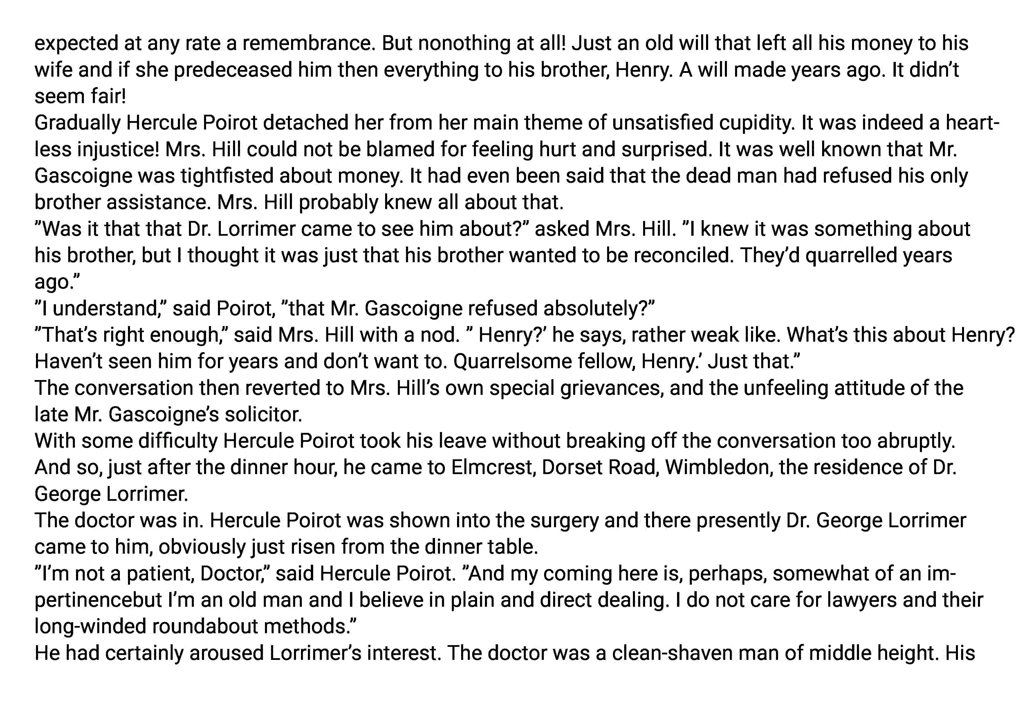 expected at any rate a remembrance. But nonothing at all! Just an old will that left all his money to his
wife and if she predeceased him then everything to his brother, Henry. A will made years ago. It didn’t
seem fair!
Gradually Hercule Poirot detached her from her main theme of unsatisfied cupidity. It was indeed a heart-
less injustice! Mrs. Hill could not be blamed for feeling hurt and surprised. It was well known that Mr.
Gascoigne was tightfisted about money. It had even been said that the dead man had refused his only
brother assistance. Mrs. Hill probably knew all about that.
”Was it that that Dr. Lorrimer came to see him about?” asked Mrs. Hill. ”I knew it was something about
his brother, but I thought it was just that his brother wanted to be reconciled. They’d quarrelled years
ago.”
”I understand,” said Poirot, ”that Mr. Gascoigne refused absolutely?”
”That’s right enough,” said Mrs. Hill with a nod. ” Henry?’ he says, rather weak like. What’s this about Henry?
Haven’t seen him for years and don’t want to. Quarrelsome fellow, Henry.’ Just that.”
The conversation then reverted to Mrs. Hill’s own special grievances, and the unfeeling attitude of the
late Mr. Gascoigne’s solicitor.
With some difficulty Hercule Poirot took his leave without breaking off the conversation too abruptly.
And so, just after the dinner hour, he came to Elmcrest, Dorset Road, Wimbledon, the residence of Dr.
George Lorrimer.
The doctor was in. Hercule Poirot was shown into the surgery and there presently Dr. George Lorrimer
came to him, obviously just risen from the dinner table.
”I’m not a patient, Doctor,” said Hercule Poirot. ”And my coming here is, perhaps, somewhat of an im-
pertinencebut I’m an old man and I believe in plain and direct dealing. I do not care for lawyers and their
long-winded roundabout methods.”
He had certainly aroused Lorrimer’s interest. The doctor was a clean-shaven man of middle height. His